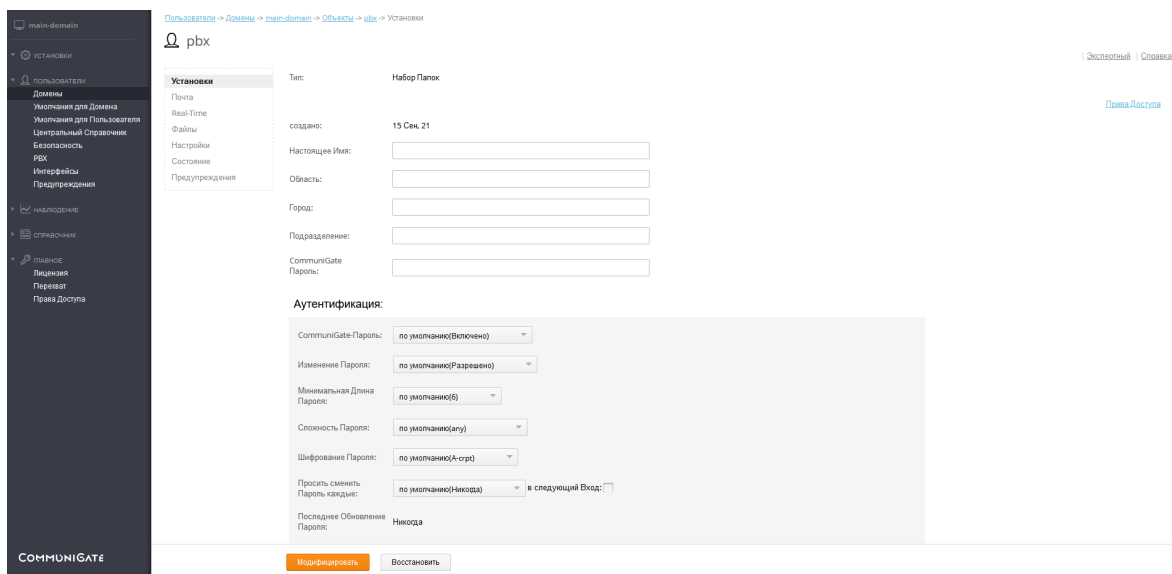 main-domain
УСТАНОВКИ
ПОЛЬЗОВАТЕЛИ
Домены
Умолчания для Домена
Умолчания для Пользователя
Центральный Справочник
Безопасность
PBX
Интерфейсы
Предупреждения
НАБЛЮДЕНИЕ
СПРАВОЧНИК
ГЛАВНОЕ
Лицензия
Перехват
Права Доступа
COMMUNIGATE
Пользователи -> Домены -> main-domain -> Объекты -> pbx -> Установки
pbx
| Экспертный | Справка
Установки
Почта
Real-Time
Файлы
Настройки
Состояние
Предупреждения
Тип: Набор Папок
Права Доступа
создано: 15 Сен, 21
Настоящее Имя:
Область:
Город:
Подразделение:
CommuniGate
Пароль:
Аутентификация:
CommuniGate-Пароль: по умолчанию(Включено)
Изменение Пароля: по умолчанию(Разрешено)
Минимальная Длина
Пароля: по умолчанию(6)
Сложность Пароля: по умолчанию(any)
Шифрование Пароля: по умолчанию(A-crpt)
Просить сменить
Пароль каждые: по умолчанию(Никогда) в следующий Вход:
Последнее Обновление
Пароля: Никогда
Модифицировать Восстановить